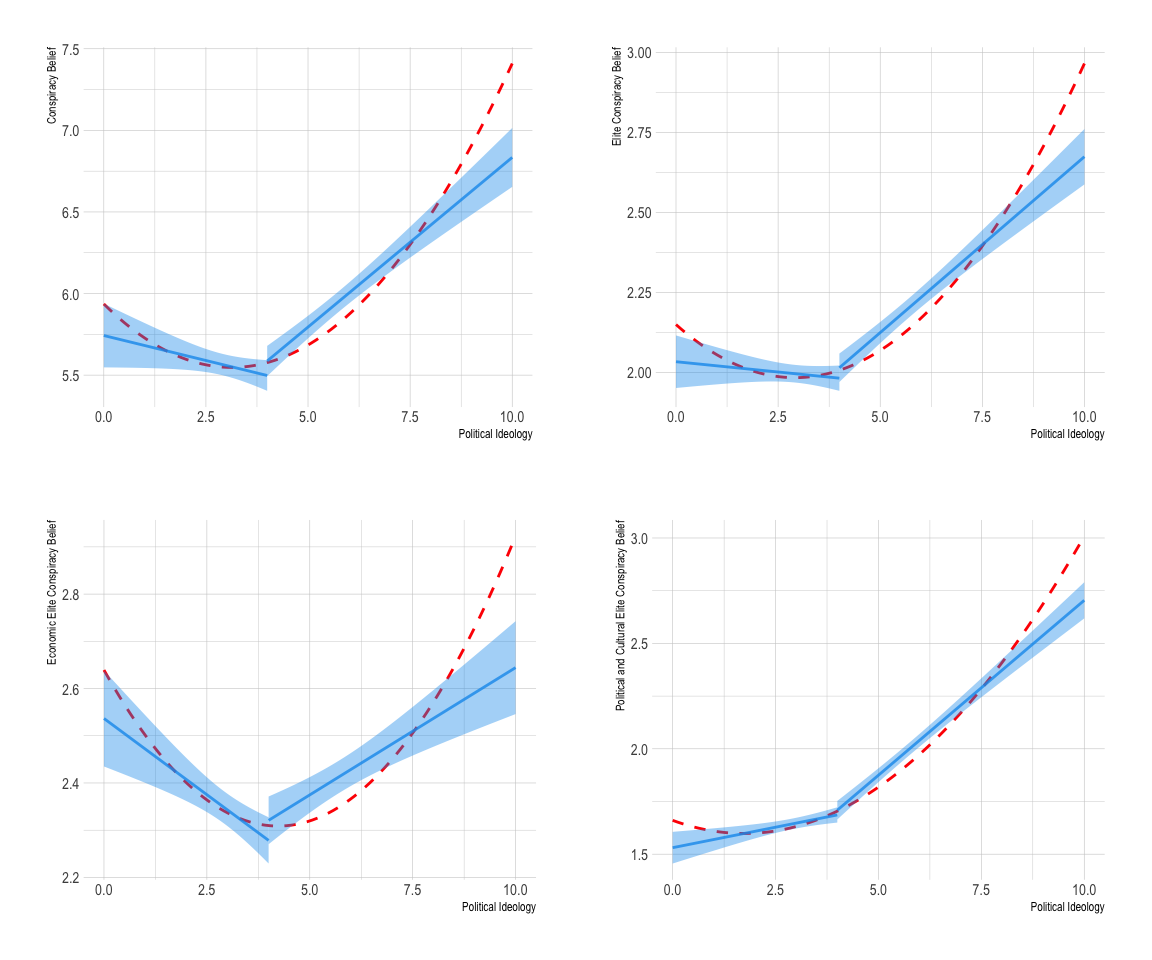 Conspiracy Belief
7.5
7.0
6.5
6.0
5.5
0.0 2.5 5.0 7.5 10.0
Political Ideology
Elite Conspiracy Belief
3.00
2.75
2.50
2.25
2.00
0.0 2.5 5.0 7.5 10.0
Political Ideology
Economic Elite Conspiracy Belief
2.8
2.6
2.4
2.2
0.0 2.5 5.0 7.5 10.0
Political Ideology
Political and Cultural Elite Conspiracy Belief
3.0
2.5
2.0
1.5
0.0 2.5 5.0 7.5 10.0
Political Ideology